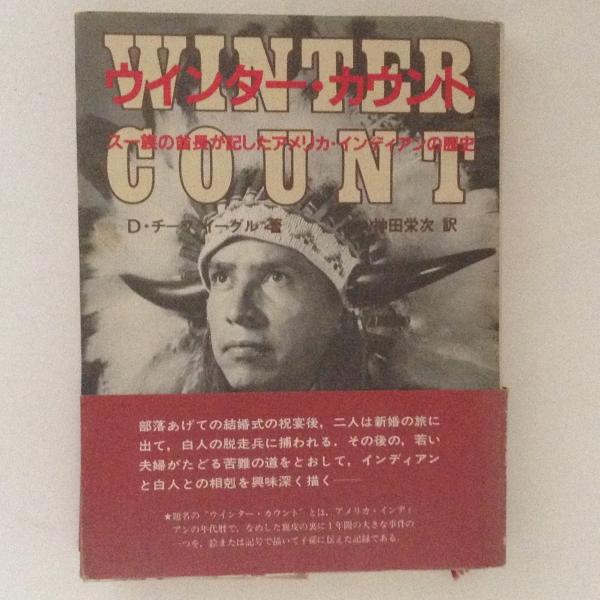 WINTER
ウインター・カウント
スー族の酋長が記したアメリカ・インディアンの歴史
COUNT
D・チーフ・イーグル 著
神田栄次 訳
部落あげての結婚式の祝宴後，二人は新婚の旅に
出て，白人の脱走兵に捕われる．その後の，若い
夫婦がたどる苦難の道をとおして，インディアン
と白人との相剋を興味深く描く――
★題名の“ウインター・カウント”とは，アメリカ・インディ
アンの年代暦で，なめした鹿皮の裏に1年間の大きな事件の
一つを，絵または記号で描いて子孫に伝えた記録である．